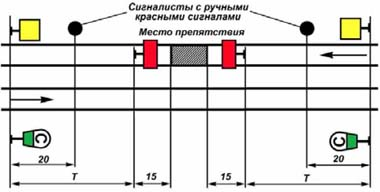 Сигналисты с ручными
красными сигналами
Место препятствия
С С
20 20
Т 15 15 Т